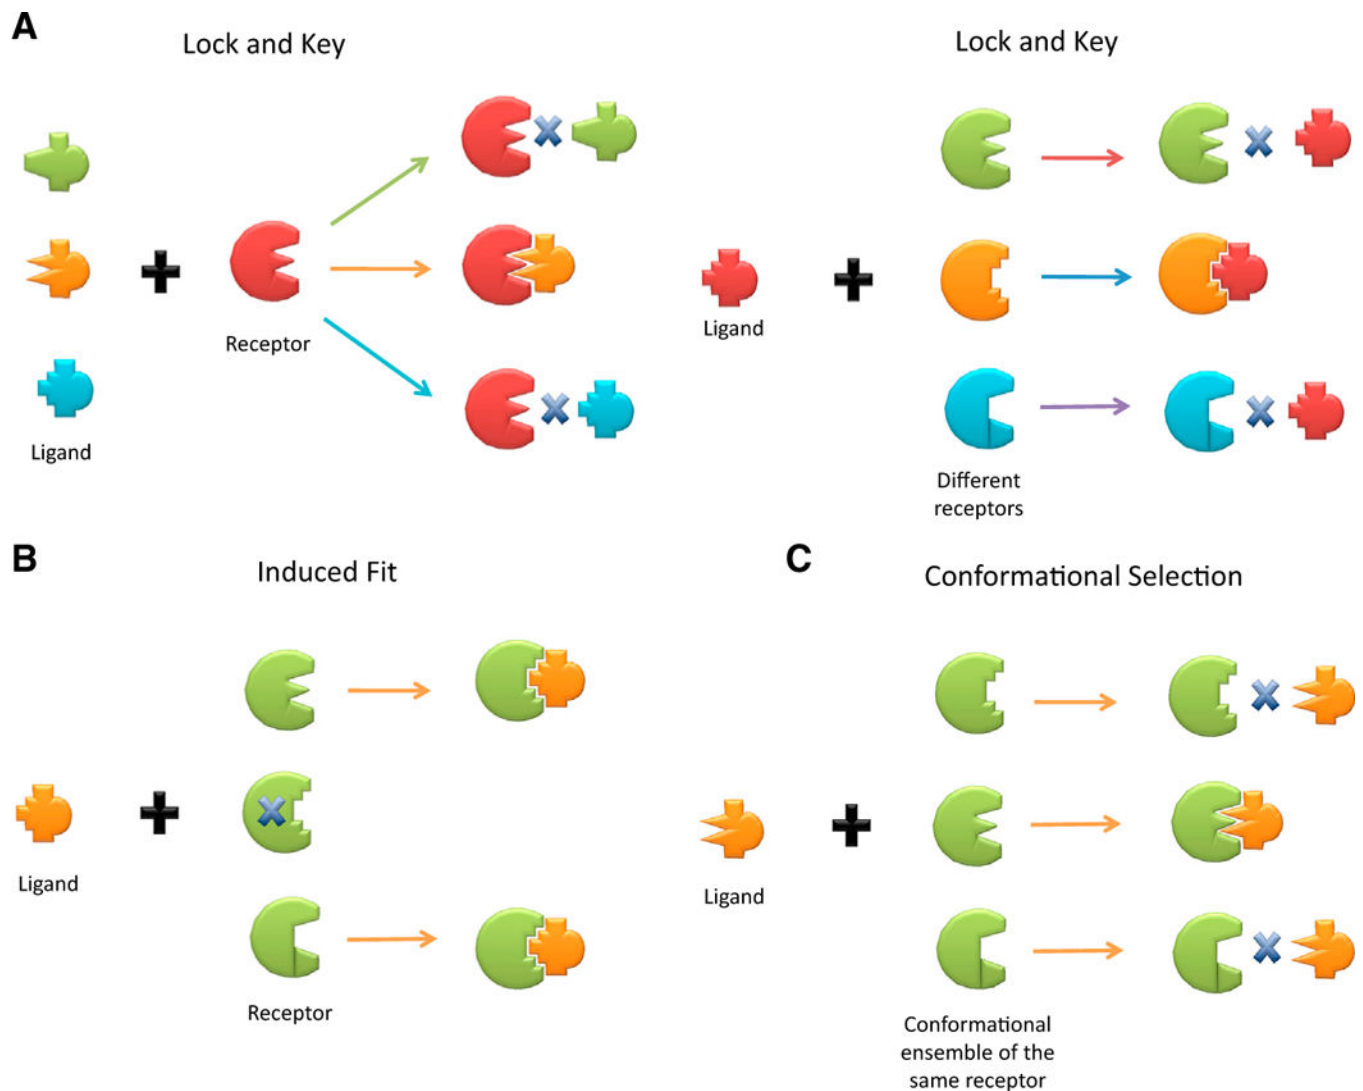 A
Lock and Key
Receptor
Ligand
Lock and Key
Ligand
Different
receptors
B
Induced Fit
Ligand
Receptor
C
Conformational Selection
Ligand
Conformational
ensemble of the
same receptor